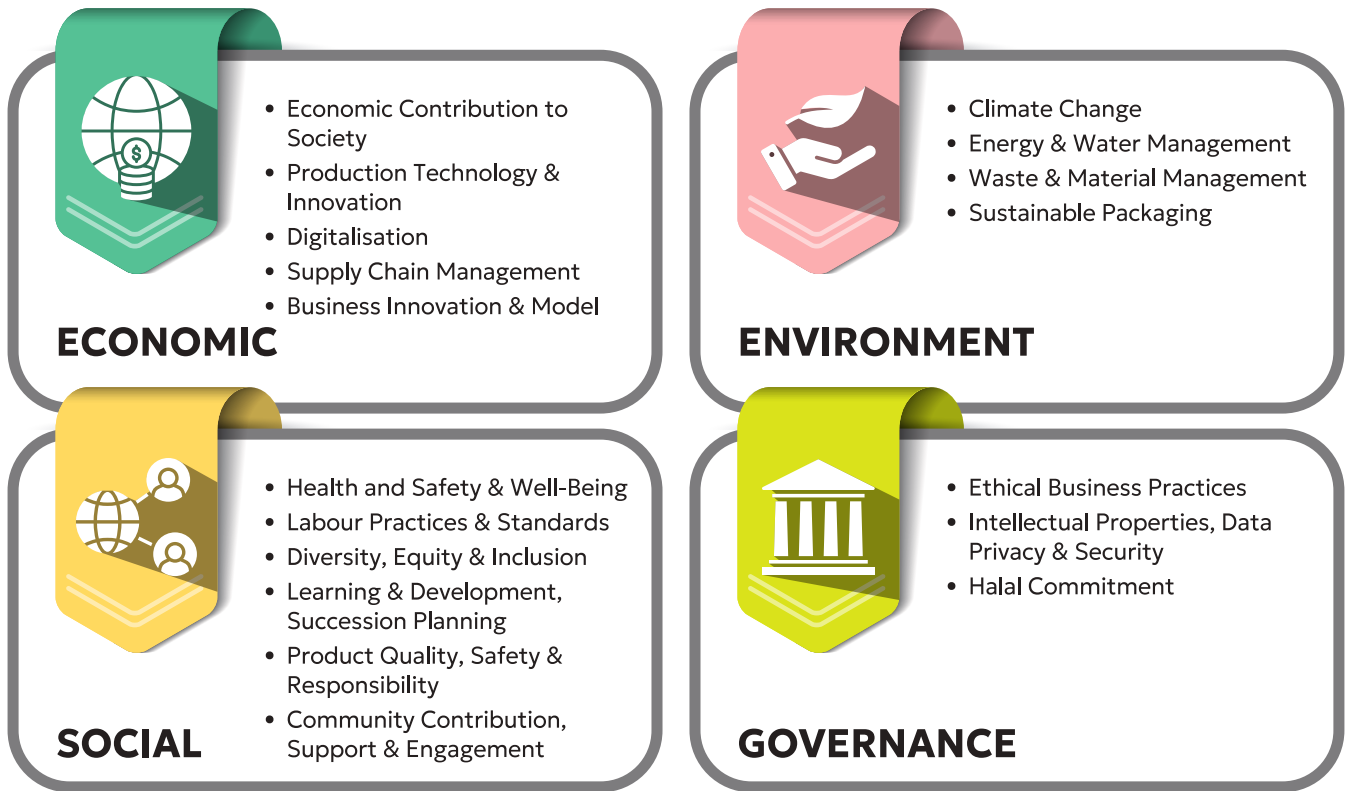 • Economic Contribution to
Society
• Production Technology &
Innovation
• Digitalisation
• Supply Chain Management
• Business Innovation & Model
$
ECONOMIC
• Climate Change
• Energy & Water Management
• Waste & Material Management
• Sustainable Packaging
ENVIRONMENT
• Health and Safety & Well-Being
• Labour Practices & Standards
• Diversity, Equity & Inclusion
• Learning & Development,
Succession Planning
• Product Quality, Safety &
Responsibility
• Community Contribution,
Support & Engagement
SOCIAL
• Ethical Business Practices
• Intellectual Properties, Data
Privacy & Security
• Halal Commitment
GOVERNANCE